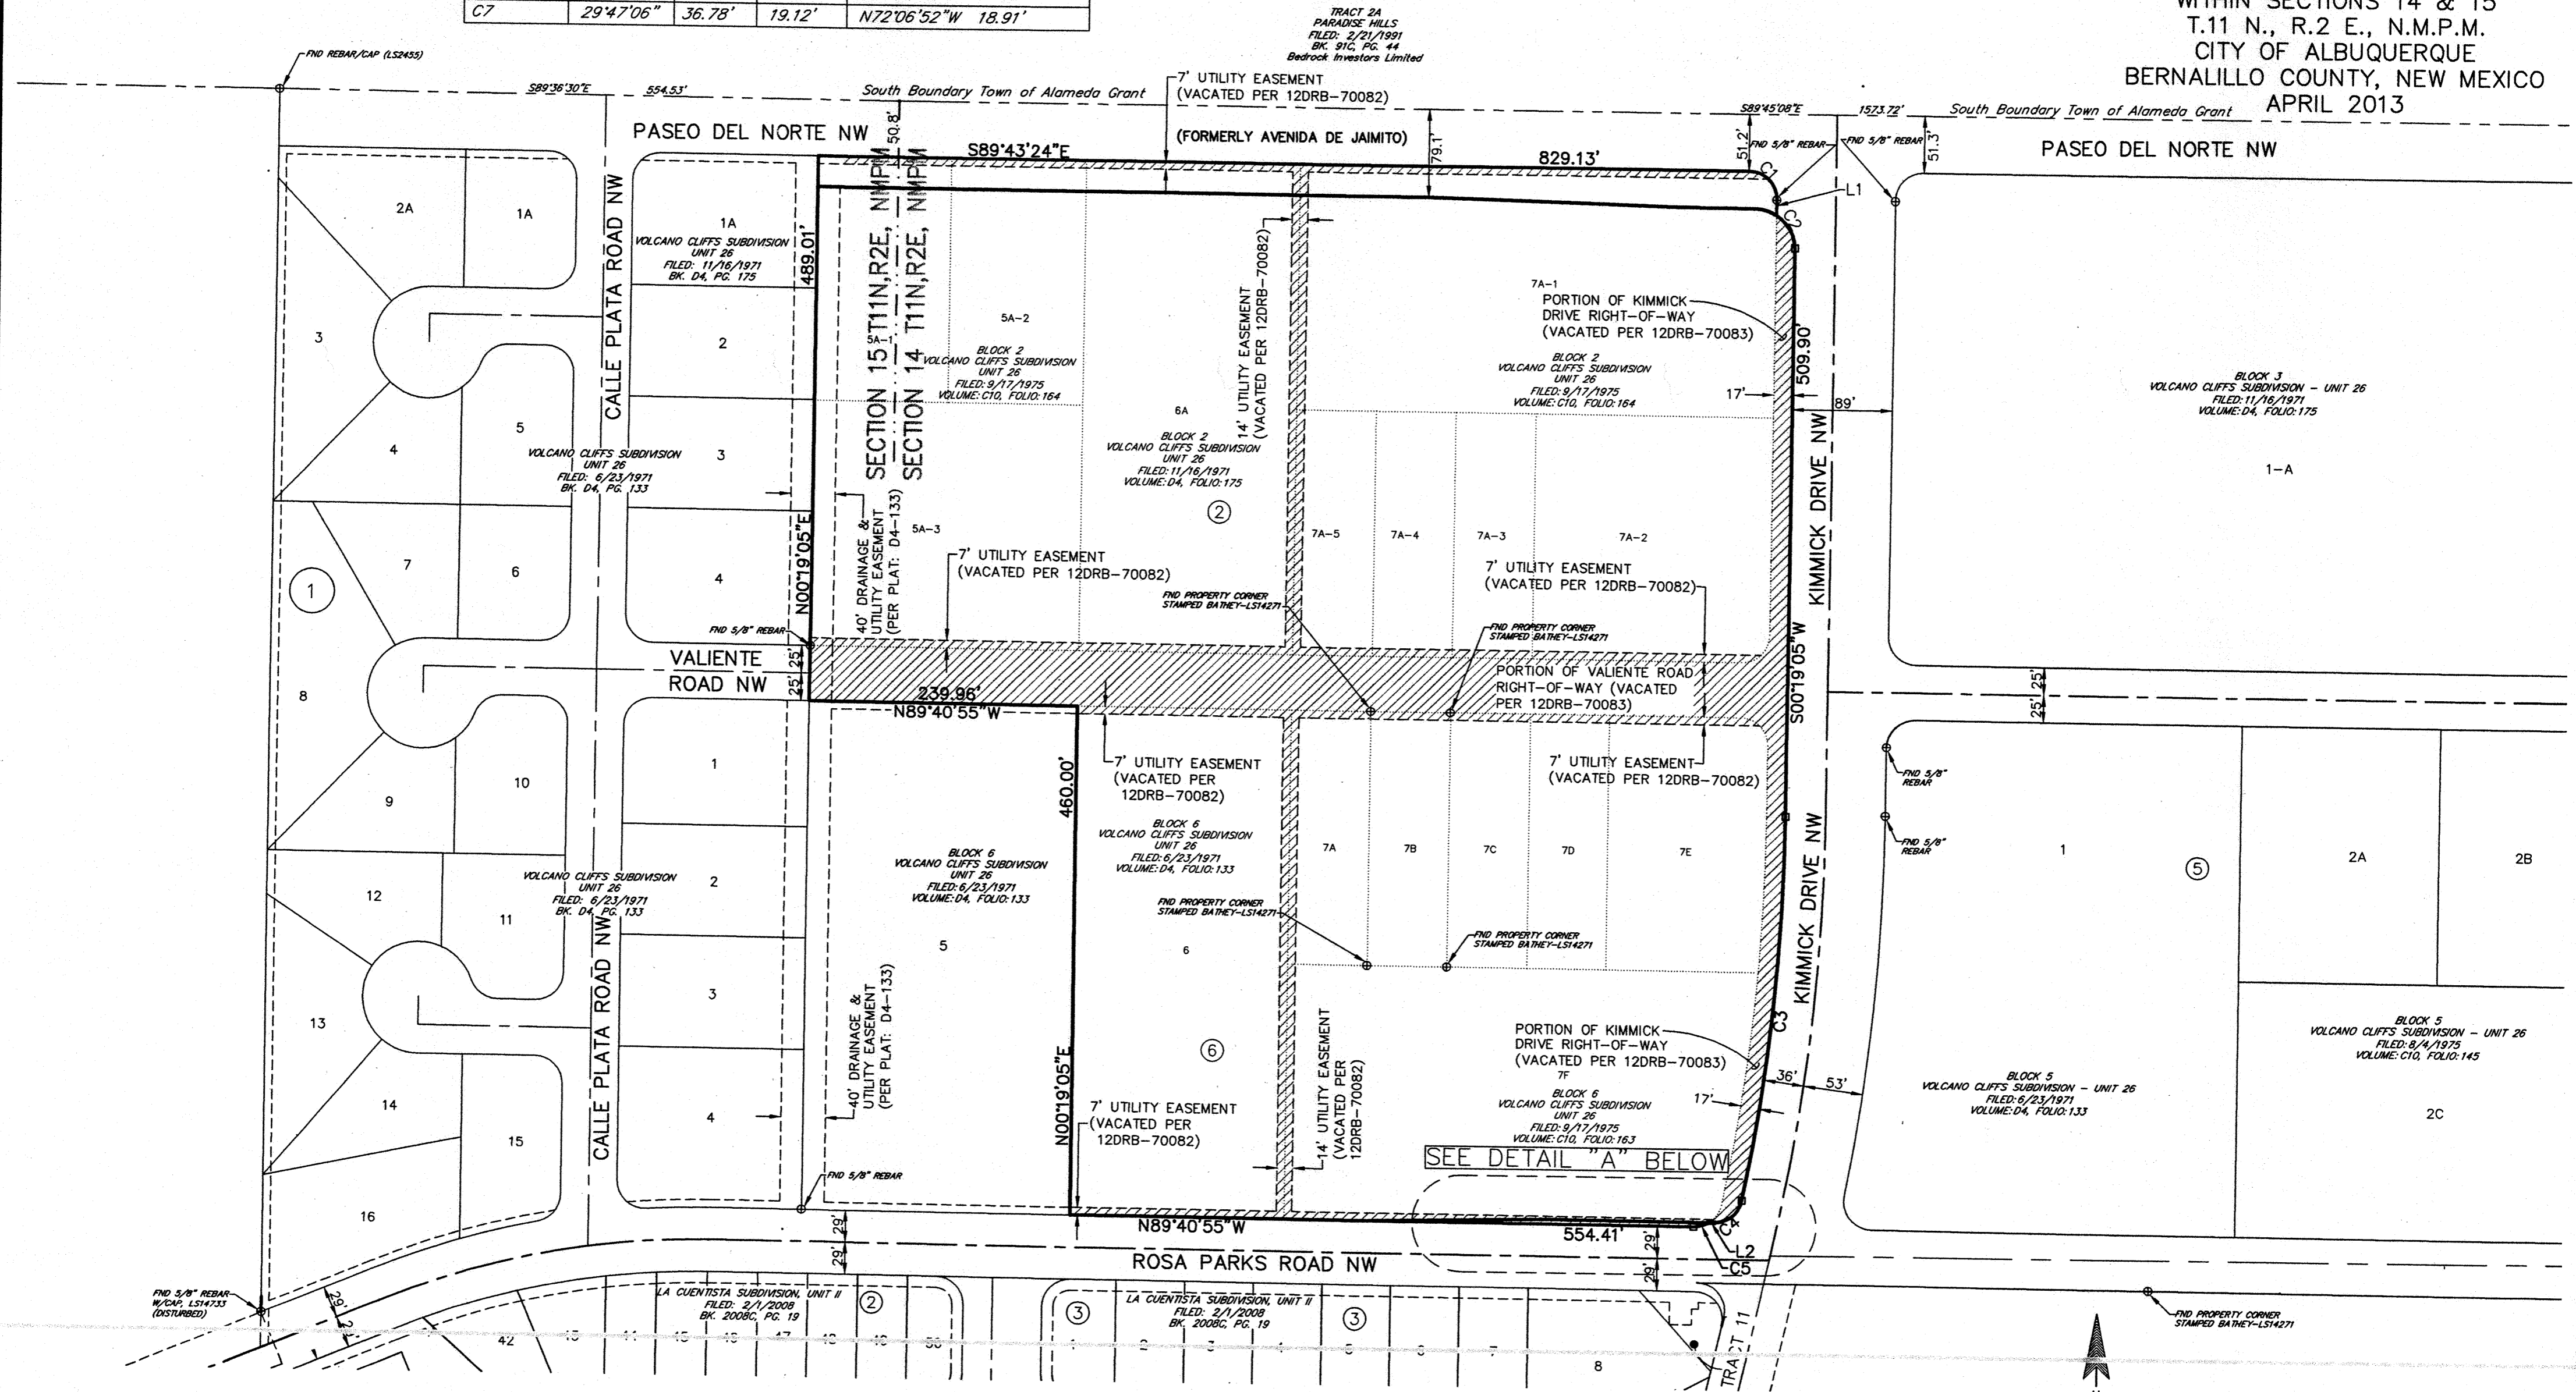 C7 29°47'06" 36.78' 19.12' N72°06'52"W 18.91'
TRACT 2A
PARADISE HILLS
FILED: 2/21/1991
BK. 91C, PG. 44
Bedrock Investors Limited
WITHIN SECTIONS 14 & 15
T.11 N., R.2 E., N.M.P.M.
CITY OF ALBUQUERQUE
BERNALILLO COUNTY, NEW MEXICO
APRIL 2013
FND REBAR/CAP (LS2455)
S89°36'30"E 554.53'
South Boundary Town of Alameda Grant
7' UTILITY EASEMENT
(VACATED PER 12DRB-70082)
S89°45'08"E 1573.72'
South Boundary Town of Alameda Grant
PASEO DEL NORTE NW
50.8'
(FORMERLY AVENIDA DE JAIMITO)
79.1'
51.2'
FND 5/8" REBAR
FND 5/8" REBAR
51.3'
PASEO DEL NORTE NW
S89°43'24"E
829.13'
C1
L1
C2
2A
1A
CALLE PLATA ROAD NW
1A
VOLCANO CLIFFS SUBDIVISION
UNIT 26
FILED: 11/16/1971
BK. D4, PG. 175
489.01'
SECTION 15 T11N,R2E, NMPM
SECTION 14 T11N,R2E, NMPM
14' UTILITY EASEMENT
(VACATED PER 12DRB-70082)
7A-1
PORTION OF KIMMICK
DRIVE RIGHT-OF-WAY
(VACATED PER 12DRB-70083)
3
2
5A-1
5A-2
BLOCK 2
VOLCANO CLIFFS SUBDIVISION
UNIT 26
FILED: 9/17/1975
VOLUME: C10, FOLIO: 164
BLOCK 2
VOLCANO CLIFFS SUBDIVISION
UNIT 26
FILED: 9/17/1975
VOLUME: C10, FOLIO: 164
509.90'
17'
89'
BLOCK 3
VOLCANO CLIFFS SUBDIVISION - UNIT 26
FILED: 11/16/1971
VOLUME: D4, FOLIO: 175
1-A
6A
BLOCK 2
VOLCANO CLIFFS SUBDIVISION
UNIT 26
FILED: 11/16/1971
VOLUME: D4, FOLIO: 175
2
5
4
VOLCANO CLIFFS SUBDIVISION
UNIT 26
FILED: 6/23/1971
BK. D4, PG. 133
3
KIMMICK DRIVE NW
N00°19'05"E
40' DRAINAGE &
UTILITY EASEMENT
(PER PLAT: D4-133)
5A-3
7A-5
7A-4
7A-3
7A-2
7
6
1
4
7' UTILITY EASEMENT
(VACATED PER 12DRB-70082)
FND PROPERTY CORNER
STAMPED BATHEY-LS14271
7' UTILITY EASEMENT
(VACATED PER 12DRB-70082)
FND PROPERTY CORNER
STAMPED BATHEY-LS14271
FND 5/8" REBAR
VALIENTE
ROAD NW
25'
25'
PORTION OF VALIENTE ROAD
RIGHT-OF-WAY (VACATED
PER 12DRB-70083)
239.96'
N89°40'55"W
S00°19'05"W
25'
25'
8
10
9
1
460.00'
7' UTILITY EASEMENT
(VACATED PER
12DRB-70082)
7' UTILITY EASEMENT
(VACATED PER 12DRB-70082)
FND 5/8"
REBAR
FND 5/8"
REBAR
BLOCK 6
VOLCANO CLIFFS SUBDIVISION
UNIT 26
FILED: 6/23/1971
VOLUME: D4, FOLIO: 133
BLOCK 6
VOLCANO CLIFFS SUBDIVISION
UNIT 26
FILED: 6/23/1971
VOLUME: D4, FOLIO: 133
7A
7B
7C
7D
7E
KIMMICK DRIVE NW
1
5
2A
2B
12
11
VOLCANO CLIFFS SUBDIVISION
UNIT 26
FILED: 6/23/1971
BK. D4, PG. 133
2
5
FND PROPERTY CORNER
STAMPED BATHEY-LS14271
FND PROPERTY CORNER
STAMPED BATHEY-LS14271
6
13
CALLE PLATA ROAD NW
3
40' DRAINAGE &
UTILITY EASEMENT
(PER PLAT: D4-133)
6
N00°19'05"E
14' UTILITY EASEMENT
(VACATED PER
12DRB-70082)
PORTION OF KIMMICK
DRIVE RIGHT-OF-WAY
(VACATED PER 12DRB-70083)
7F
BLOCK 6
VOLCANO CLIFFS SUBDIVISION
UNIT 26
FILED: 9/17/1975
VOLUME: C10, FOLIO: 163
C3
36'
53'
17'
BLOCK 5
VOLCANO CLIFFS SUBDIVISION - UNIT 26
FILED: 6/23/1971
VOLUME: D4, FOLIO: 133
BLOCK 5
VOLCANO CLIFFS SUBDIVISION - UNIT 26
FILED: 8/4/1975
VOLUME: C10, FOLIO: 145
2C
14
15
4
7' UTILITY EASEMENT
(VACATED PER
12DRB-70082)
SEE DETAIL "A" BELOW
FND 5/8" REBAR
16
29'
29'
N89°40'55"W
554.41'
C4
L2
C5
29'
29'
ROSA PARKS ROAD NW
FND 5/8" REBAR
W/CAP, LS14733
(DISTURBED)
29'
LA CUENTISTA SUBDIVISION, UNIT II
FILED: 2/1/2008
BK. 2008C, PG. 19
2
3
LA CUENTISTA SUBDIVISION, UNIT II
FILED: 2/1/2008
BK. 2008C, PG. 19
3
42
8
TRACT 11
FND PROPERTY CORNER
STAMPED BATHEY-LS14271